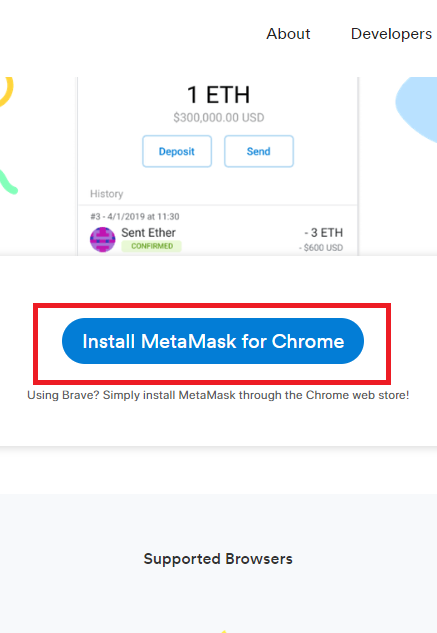 About Developers
1 ETH
$300,000.00 USD
Deposit Send
History
#3 - 4/1/2019 at 11:30
Sent Ether - 3 ETH
CONFIRMED - $600 USD
Install MetaMask for Chrome
Using Brave? Simply install MetaMask through the Chrome web store!
Supported Browsers